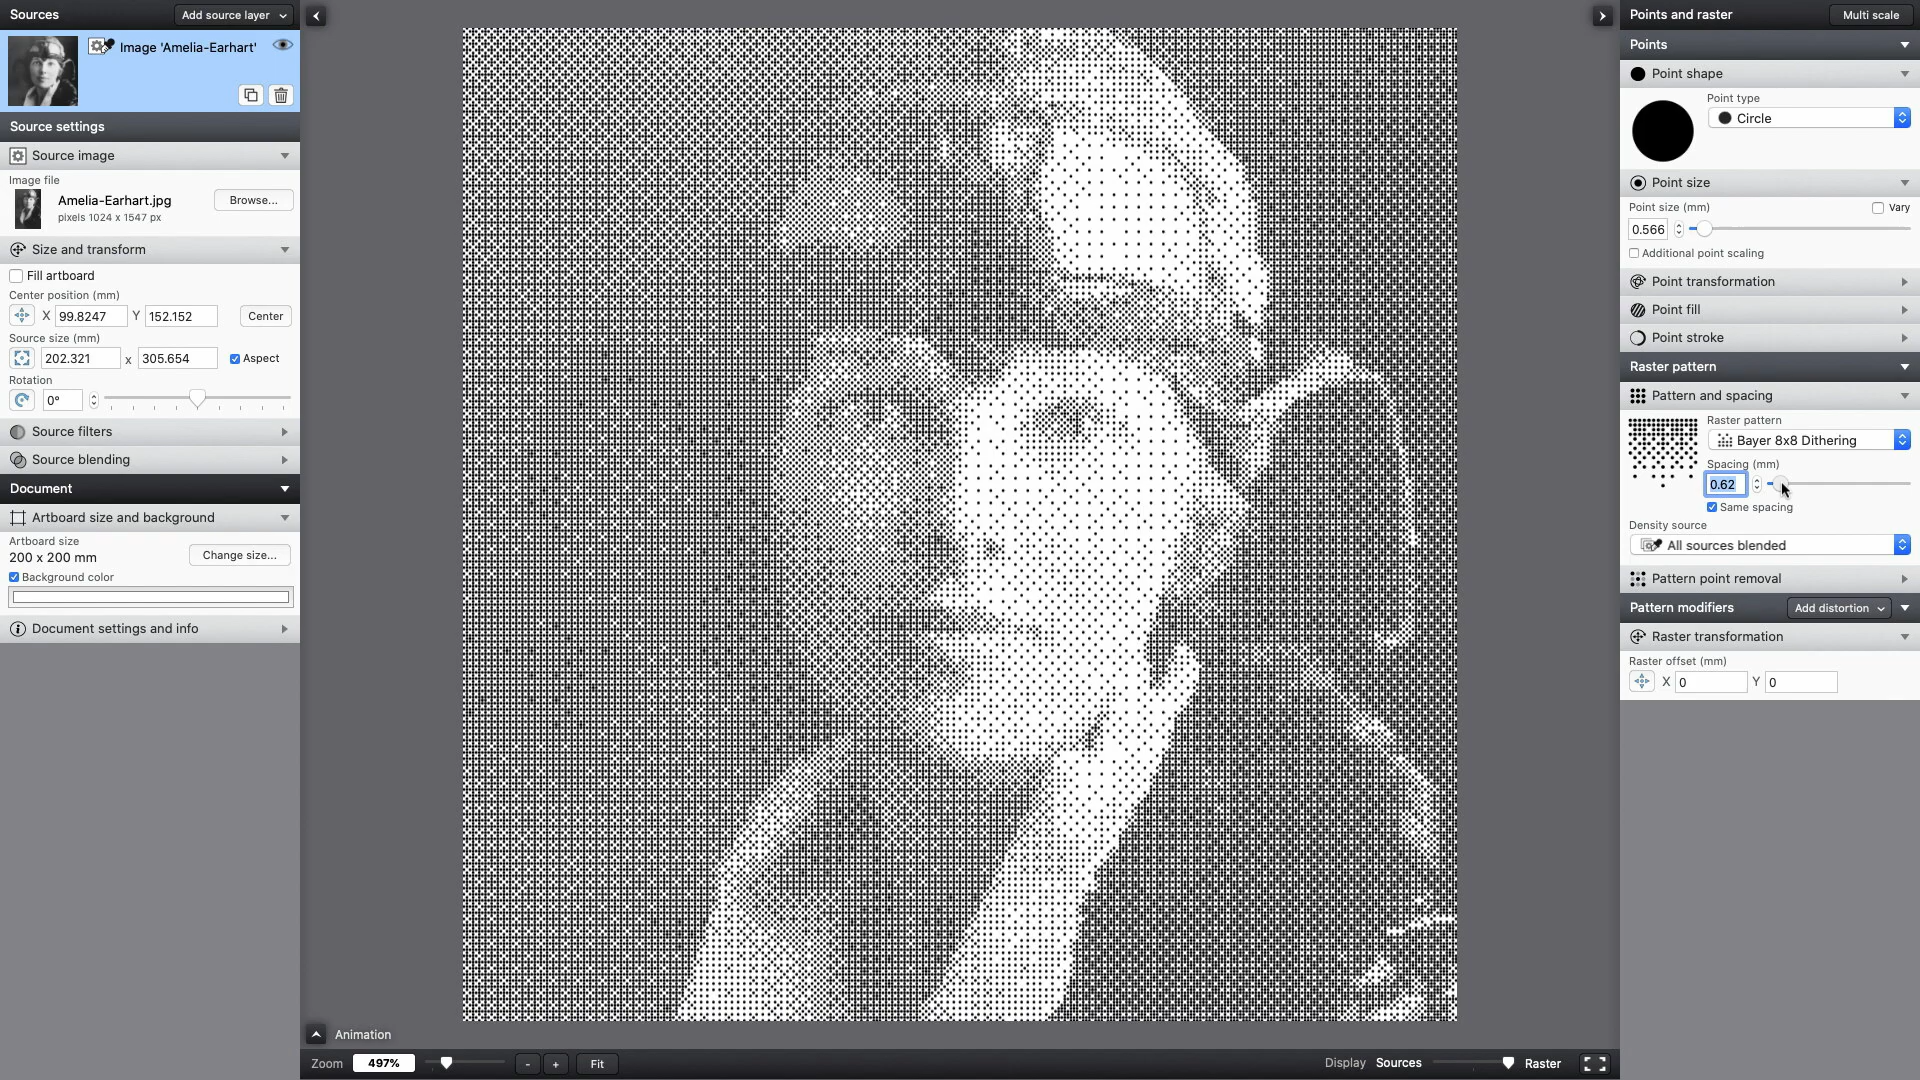 Sources
Add source layer
Image 'Amelia-Earhart'
Source settings
Source image
Image file
Amelia-Earhart.jpg
pixels 1024 x 1547 px
Browse...
Size and transform
Fill artboard
Center position (mm)
X 99.8247 Y 152.152 Center
Source size (mm)
202.321 x 305.654 Aspect
Rotation
0°
Source filters
Source blending
Document
Artboard size and background
Artboard size
200 x 200 mm
Change size...
Background color
Document settings and info
Animation
Zoom 497% - + Fit
Display Sources Raster
Points and raster
Multi scale
Points
Point shape
Point type
Circle
Point size
Point size (mm) Vary
0.566
Additional point scaling
Point transformation
Point fill
Point stroke
Raster pattern
Pattern and spacing
Raster pattern
Bayer 8x8 Dithering
Spacing (mm)
0.62
Same spacing
Density source
All sources blended
Pattern point removal
Pattern modifiers
Add distortion
Raster transformation
Raster offset (mm)
X 0 Y 0